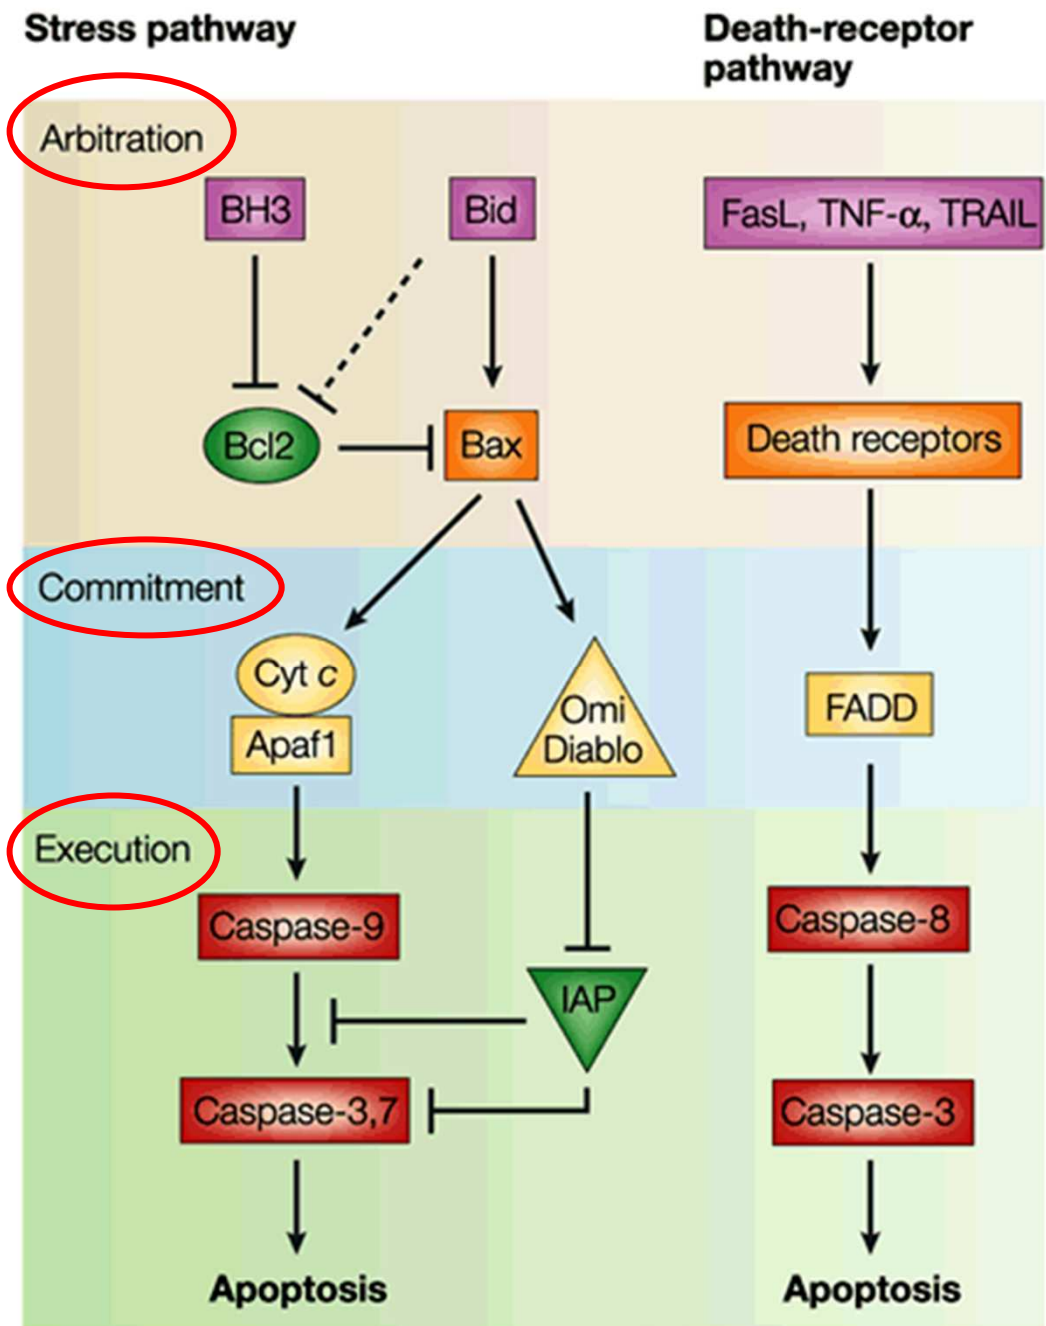 Stress pathway
Death-receptor
pathway
Arbitration
BH3
Bid
FasL, TNF-α, TRAIL
Bcl2
Bax
Death receptors
Commitment
Cyt c
Apaf1
Omi
Diablo
FADD
Execution
Caspase-9
Caspase-8
IAP
Caspase-3,7
Caspase-3
Apoptosis
Apoptosis